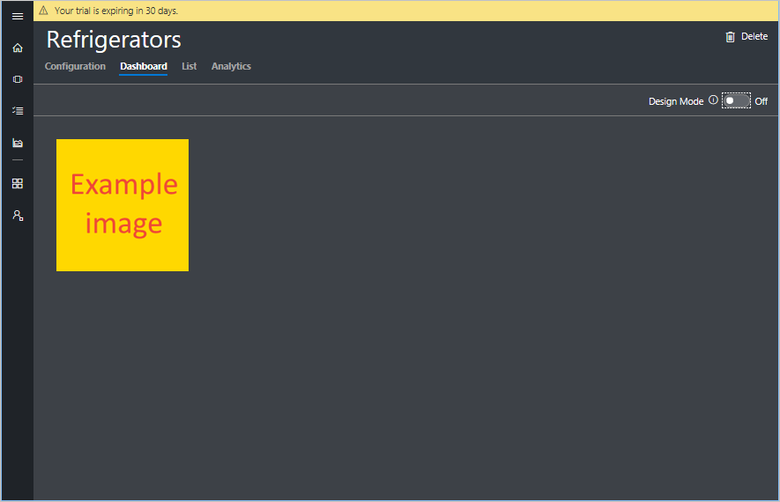 Your trial is expiring in 30 days.
Refrigerators
Delete
Configuration Dashboard List Analytics
Design Mode Off
Example
image